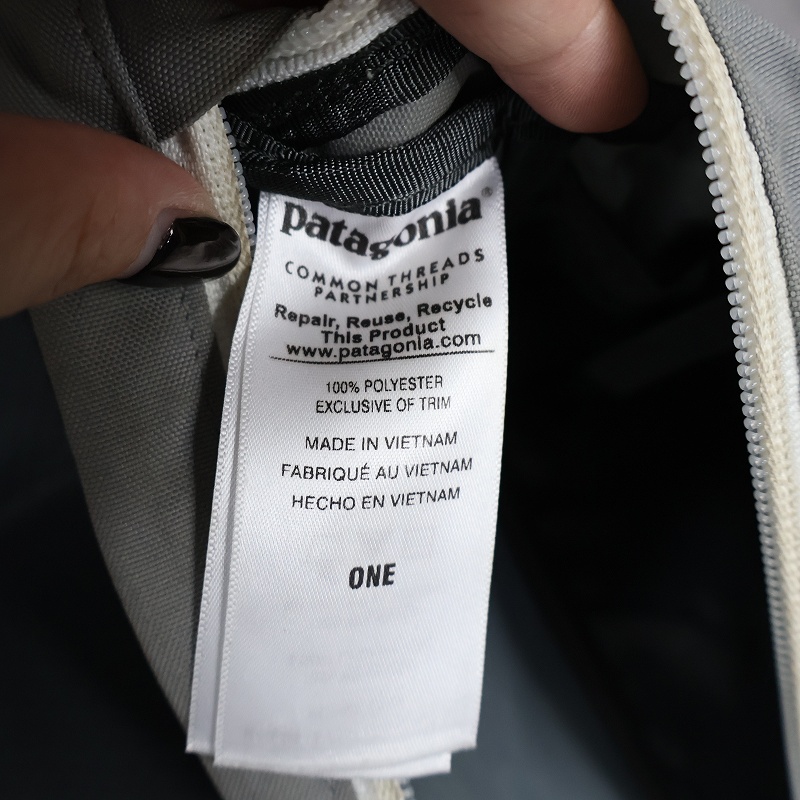 patagonia®
COMMON THREADS
PARTNERSHIP
Repair, Reuse, Recycle
This Product
www.patagonia.com
100% POLYESTER
EXCLUSIVE OF TRIM
MADE IN VIETNAM
FABRIQUÉ AU VIETNAM
HECHO EN VIETNAM
ONE